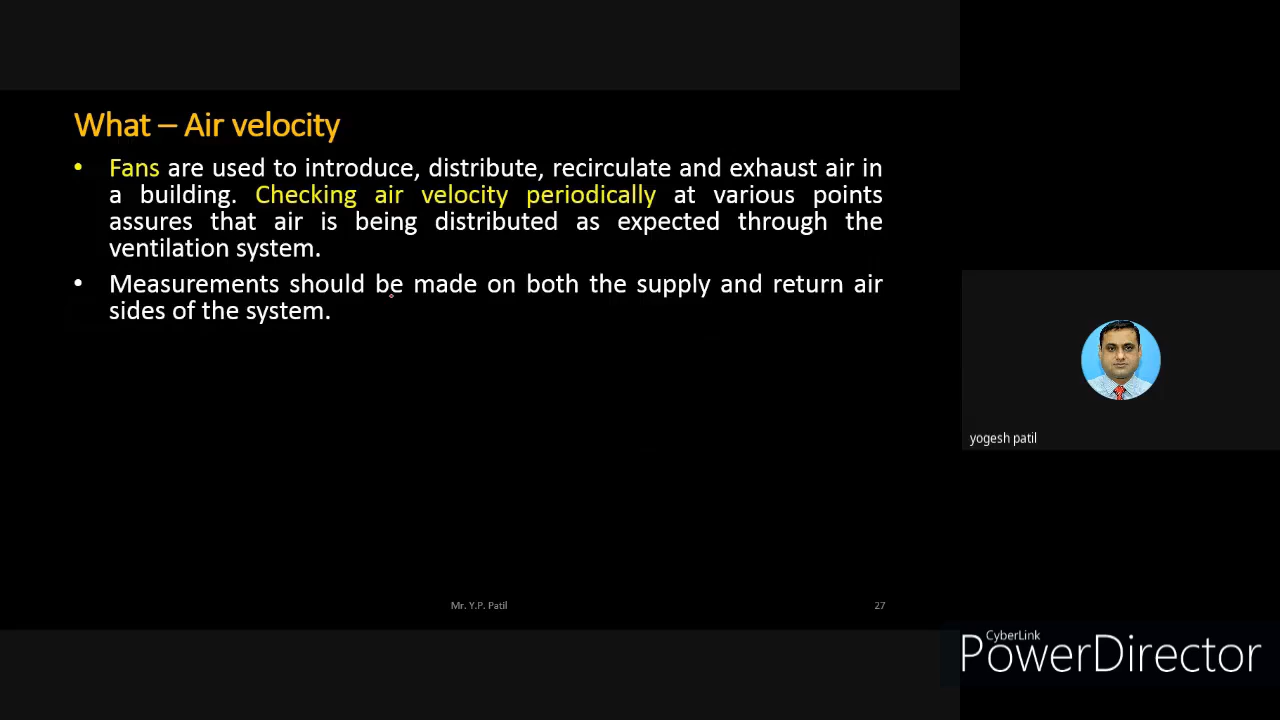 What – Air velocity
• Fans are used to introduce, distribute, recirculate and exhaust air in
a building. Checking air velocity periodically at various points
assures that air is being distributed as expected through the
ventilation system.
• Measurements should be made on both the supply and return air
sides of the system.
yogesh patil
Mr. Y.P. Patil
27
CyberLink
PowerDirector